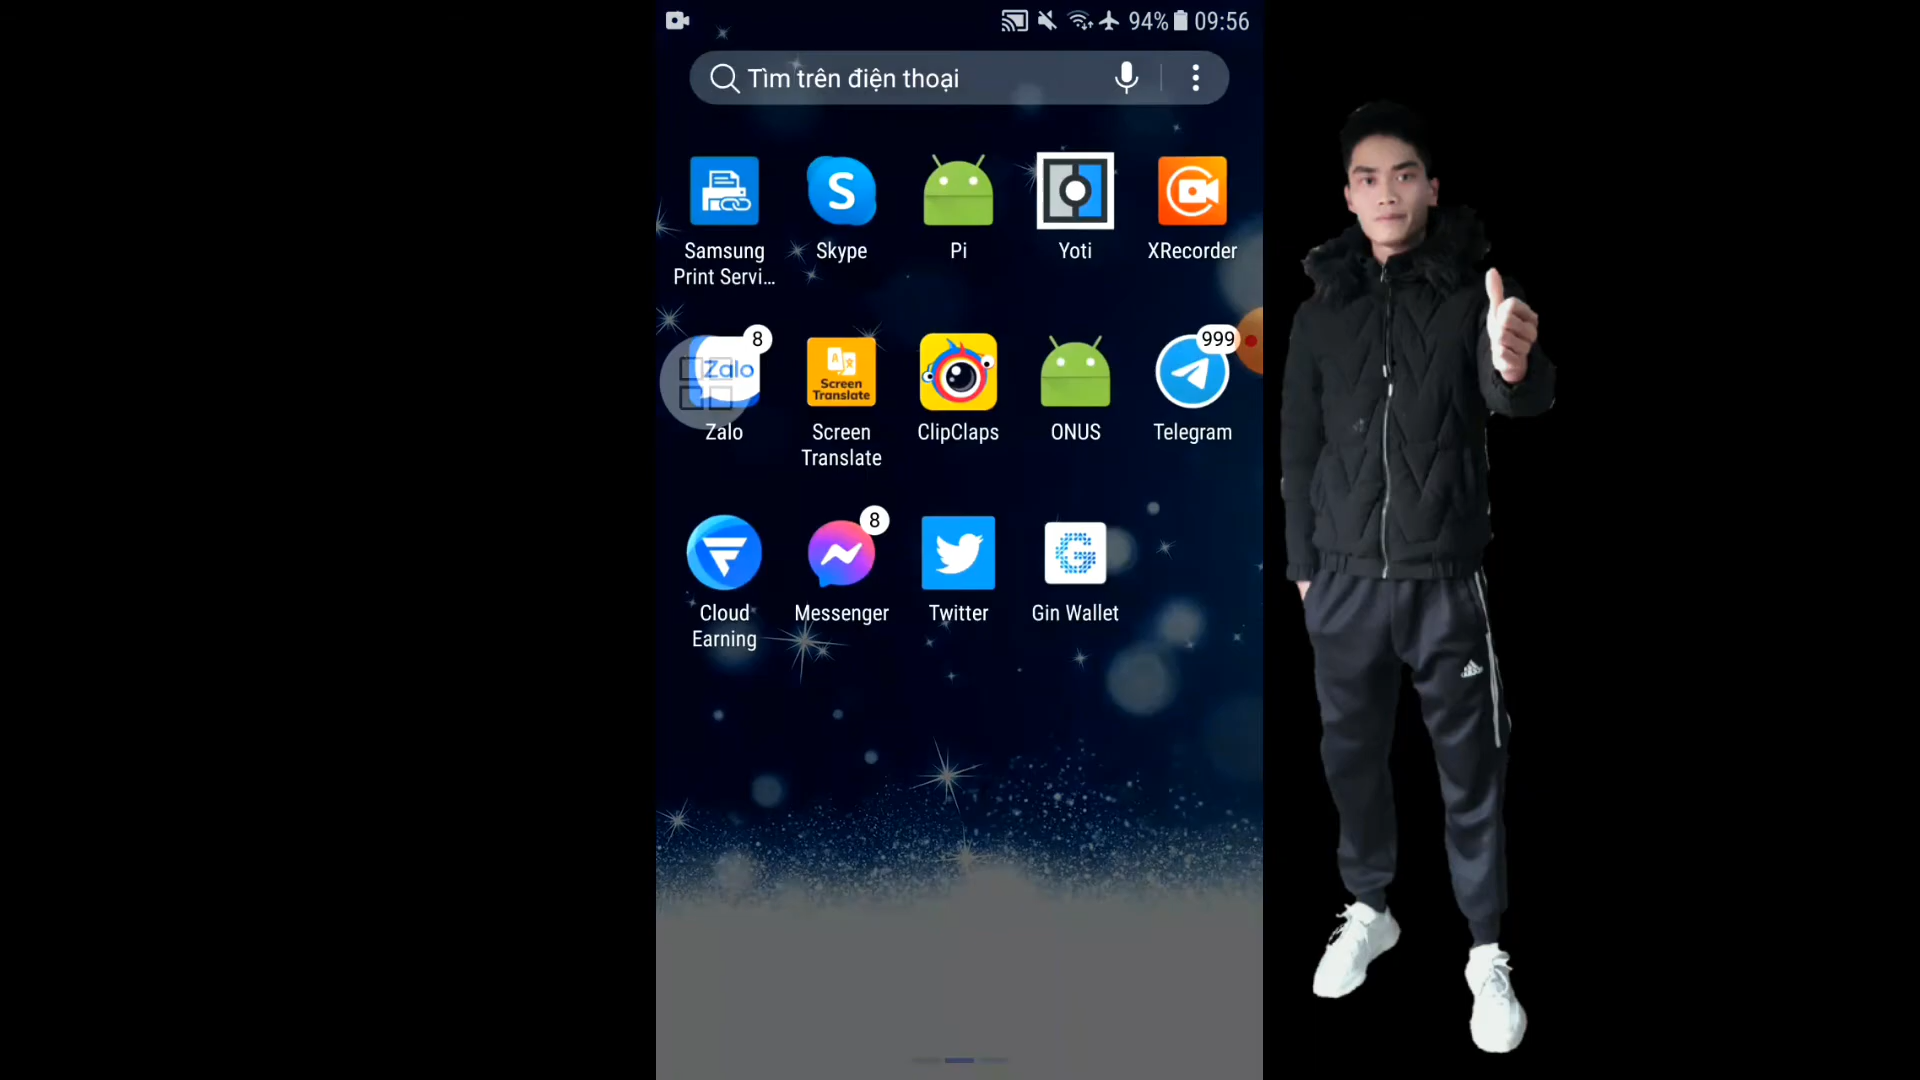 94% 09:56
Tìm trên điện thoại
S
Samsung Print Servi...
Skype
Pi
Yoti
XRecorder
8
999
Zalo
Screen Translate
Zalo
Screen Translate
ClipClaps
ONUS
Telegram
8
G
Cloud Earning
Messenger
Twitter
Gin Wallet